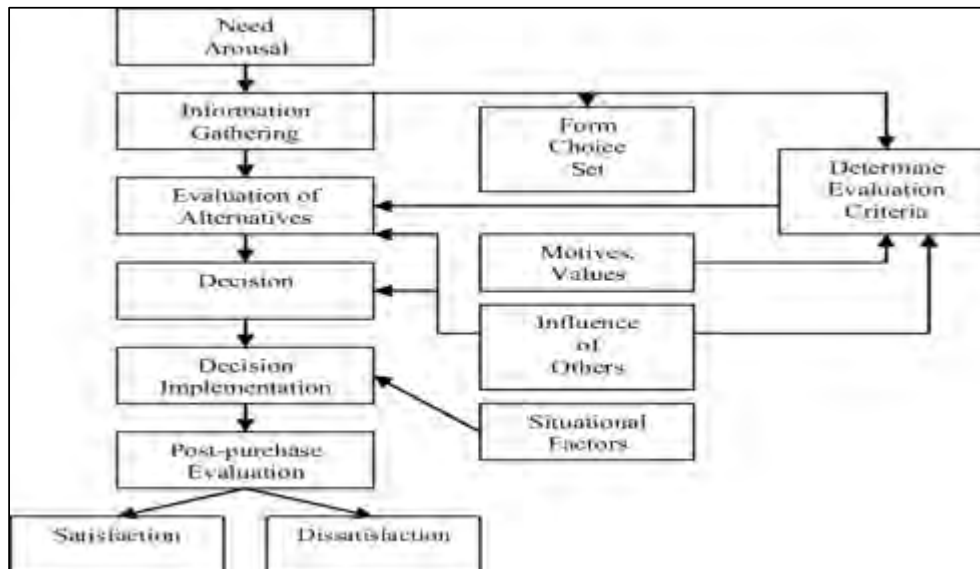 Need
Arousal
Information
Gathering
Form
Choice
Set
Determine
Evaluation
Criteria
Evaluation of
Alternatives
Motives,
Values
Decision
Influence
of
Others
Decision
Implementation
Situational
Factors
Post-purchase
Evaluation
Satisfaction
Dissatisfaction